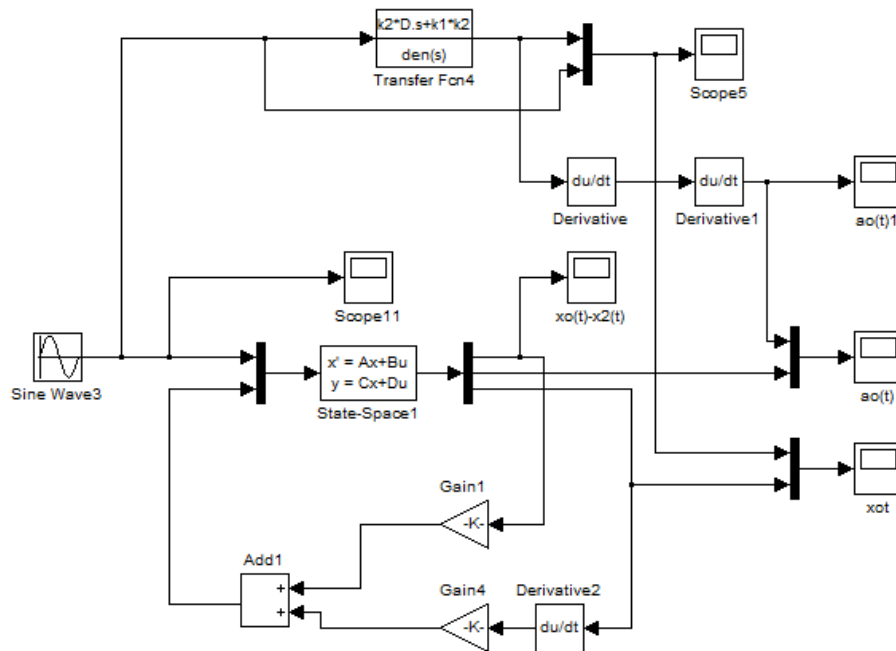 k2*D.s+k1*k2
den(s)
Transfer Fcn4
Scope5
du/dt
Derivative
du/dt
Derivative1
ao(t)1
Scope11
xo(t)-x2(t)
Sine Wave3
x' = Ax+Bu
y = Cx+Du
State-Space1
ao(t)
xot
Gain1
-K-
Add1
+
+
Gain4
-K-
Derivative2
du/dt